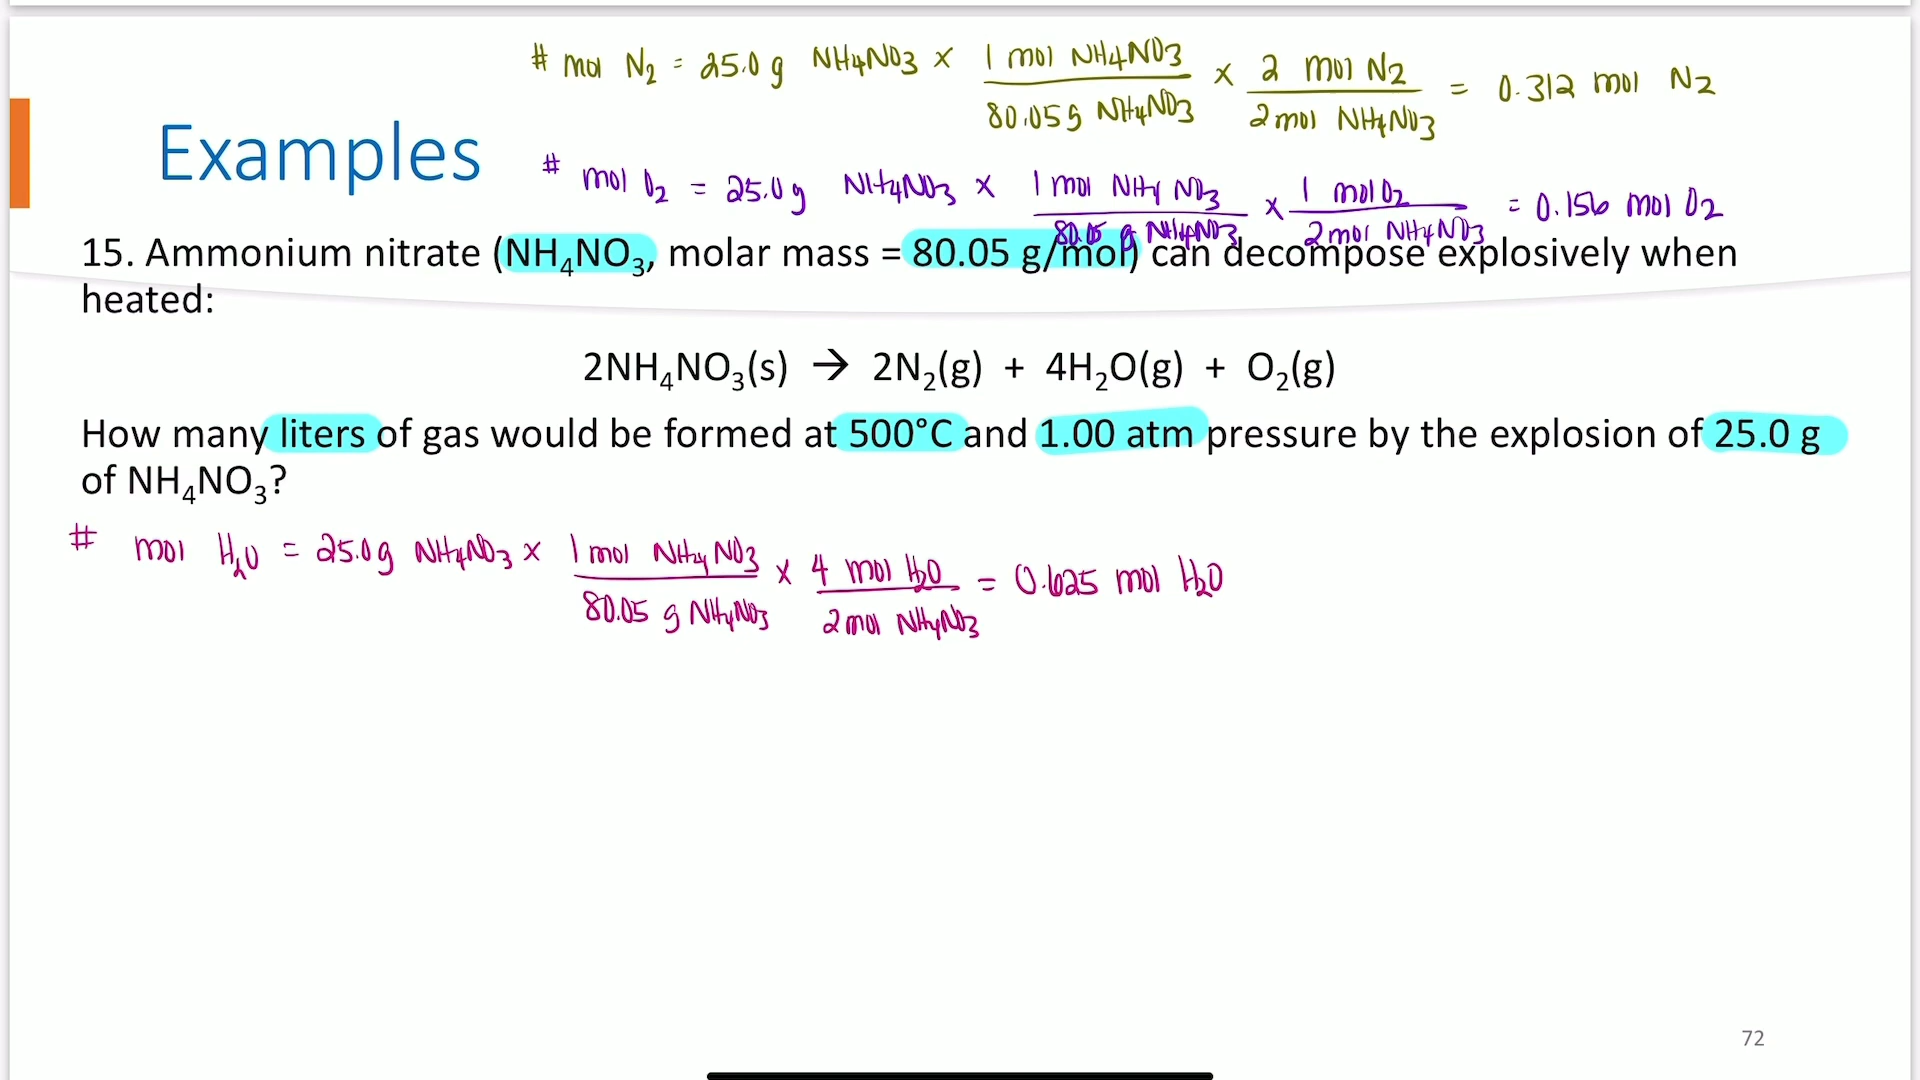 # mol N₂ = 25.0 g NH₄NO₃ × 1 mol NH₄NO₃ / 80.05 g NH₄NO₃ × 2 mol N₂ / 2 mol NH₄NO₃ = 0.312 mol N₂
Examples
# mol O₂ = 25.0 g NH₄NO₃ × 1 mol NH₄NO₃ / 80.05 g NH₄NO₃ × 1 mol O₂ / 2 mol NH₄NO₃ = 0.156 mol O₂
15. Ammonium nitrate (NH₄NO₃, molar mass = 80.05 g/mol) can decompose explosively when
heated:
2NH₄NO₃(s) → 2N₂(g) + 4H₂O(g) + O₂(g)
How many liters of gas would be formed at 500°C and 1.00 atm pressure by the explosion of 25.0 g
of NH₄NO₃?
# mol H₂O = 25.0 g NH₄NO₃ × 1 mol NH₄NO₃ / 80.05 g NH₄NO₃ × 4 mol H₂O / 2 mol NH₄NO₃ = 0.625 mol H₂O
72